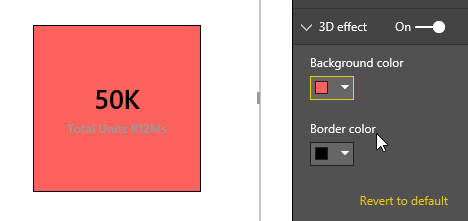 50K
Total Units R12Ms
3D effect
On
Background color
Border color
Revert to default